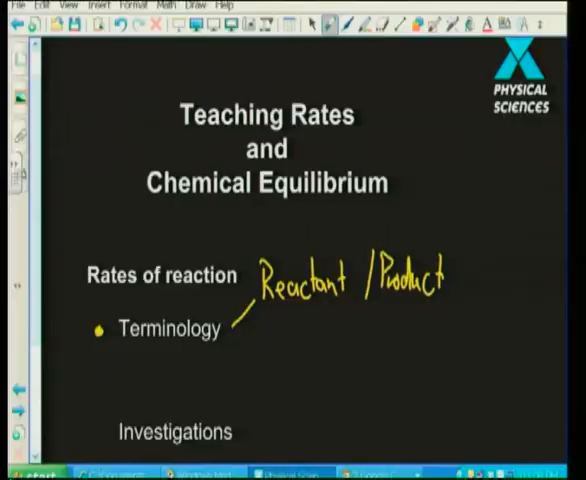 File Edit View Insert Format Math Draw Help
PHYSICAL
SCIENCES
Teaching Rates
and
Chemical Equilibrium
Rates of reaction
Reactant / Product
Terminology
Investigations
start